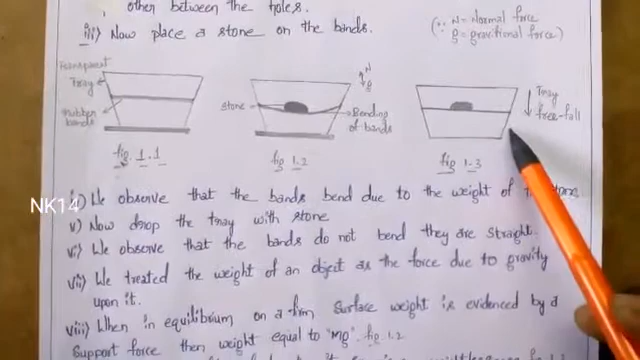 other between the holes.
iii) Now place a stone on the bands.
(∵ N = Normal force
g = gravitional force)
Transparent
Tray
Rubber
bands
fig 1.1
Stone
N
g
Bending
of bands
fig 1.2
Tray
free-fall
fig 1.3
iv) We observe that the bands bend due to the weight of stone
v) Now drop the tray with stone
vi) We observe that the bands do not bend they are straight.
vii) We treated the weight of an object as the force due to gravity
upon it.
viii) When in equilibrium on a firm surface weight is evidenced by a
Support force then weight equal to "mg". fig 1.2
NK14